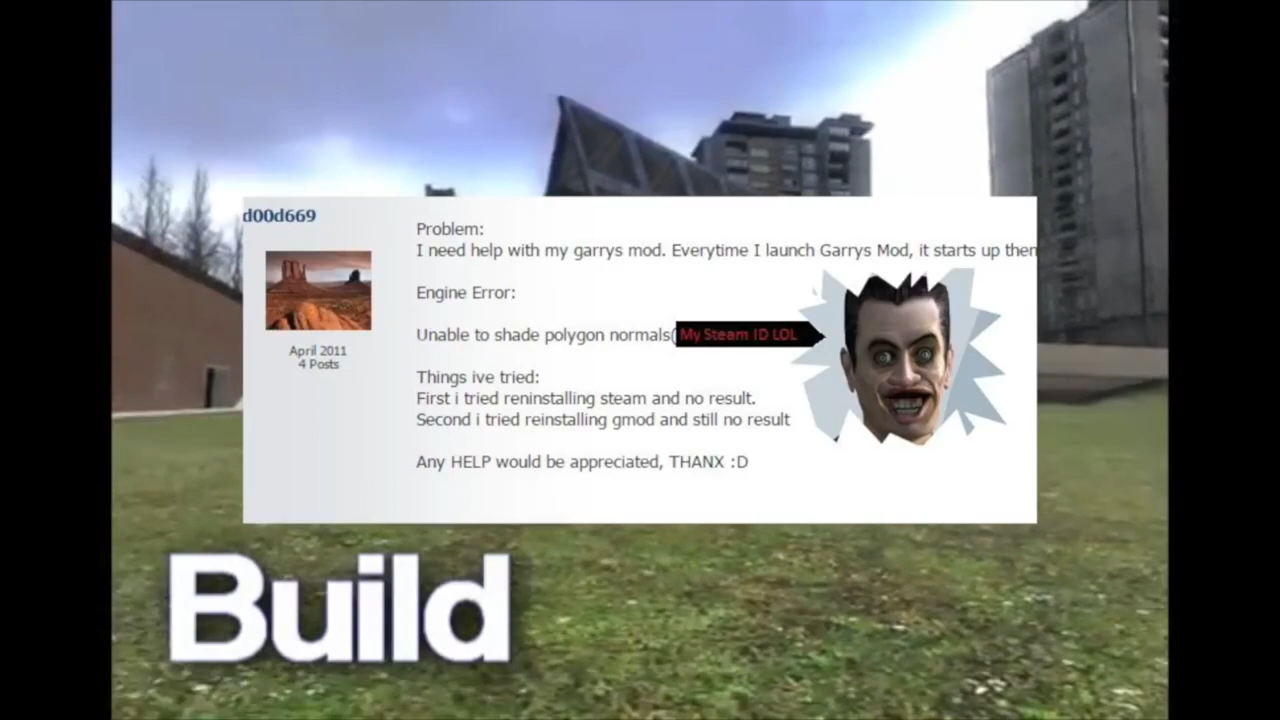 d00d669
April 2011
4 Posts
Problem:
I need help with my garrys mod. Everytime I launch Garrys Mod, it starts up then
Engine Error:
Unable to shade polygon normals(
My Steam ID LOL
Things ive tried:
First i tried reninstalling steam and no result.
Second i tried reinstalling gmod and still no result
Any HELP would be appreciated, THANX :D
Build